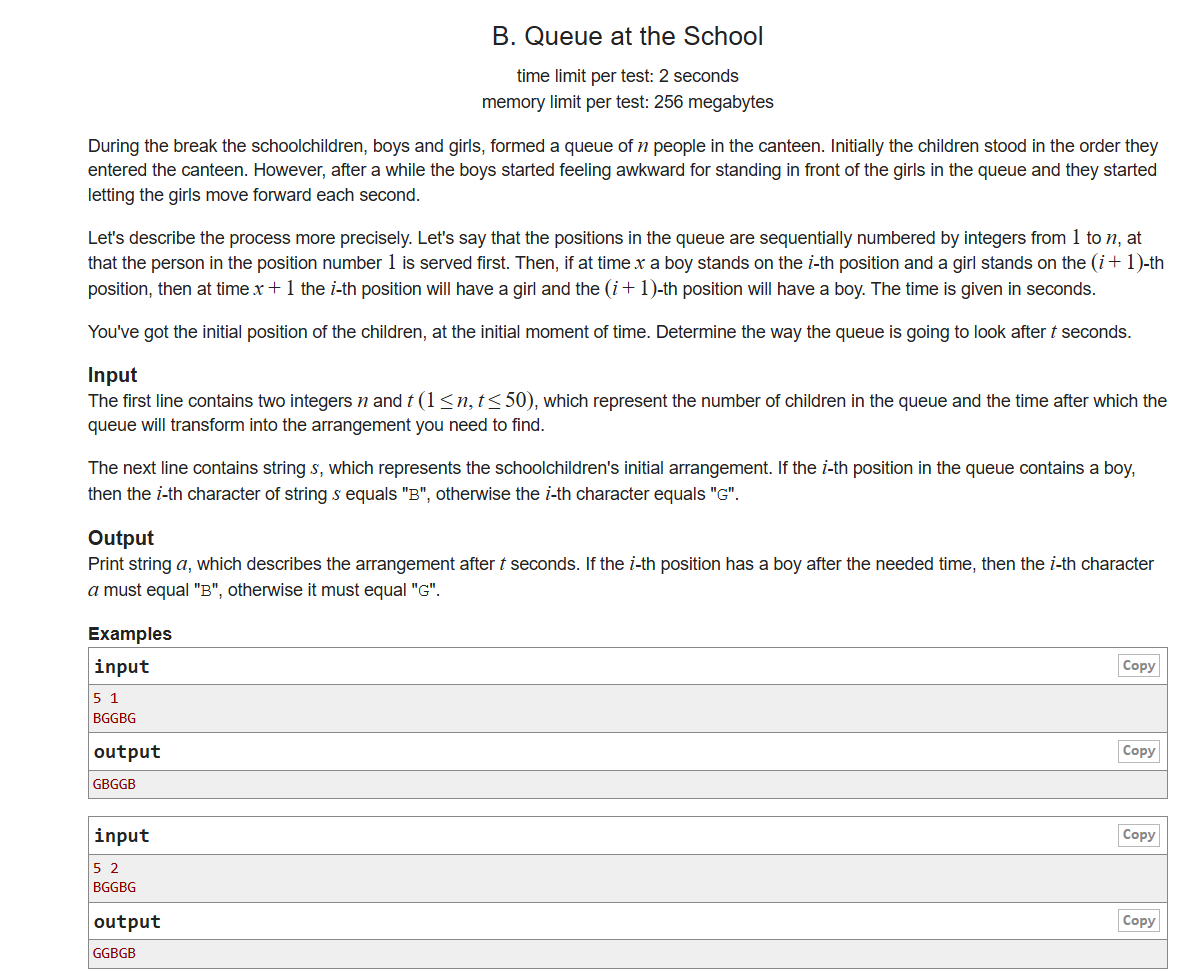 B. Queue at the School
time limit per test: 2 seconds
memory limit per test: 256 megabytes
During the break the schoolchildren, boys and girls, formed a queue of n people in the canteen. Initially the children stood in the order they
entered the canteen. However, after a while the boys started feeling awkward for standing in front of the girls in the queue and they started
letting the girls move forward each second.
Let's describe the process more precisely. Let's say that the positions in the queue are sequentially numbered by integers from 1 to n, at
that the person in the position number 1 is served first. Then, if at time x a boy stands on the i-th position and a girl stands on the (i + 1)-th
position, then at time x + 1 the i-th position will have a girl and the (i + 1)-th position will have a boy. The time is given in seconds.
You've got the initial position of the children, at the initial moment of time. Determine the way the queue is going to look after t seconds.
Input
The first line contains two integers n and t (1 ≤ n, t ≤ 50), which represent the number of children in the queue and the time after which the
queue will transform into the arrangement you need to find.
The next line contains string s, which represents the schoolchildren's initial arrangement. If the i-th position in the queue contains a boy,
then the i-th character of string s equals "B", otherwise the i-th character equals "G".
Output
Print string a, which describes the arrangement after t seconds. If the i-th position has a boy after the needed time, then the i-th character
a must equal "B", otherwise it must equal "G".
Examples
input Copy
5 1
BGGBG
output Copy
GBGGB
input Copy
5 2
BGGBG
output Copy
GGBGB